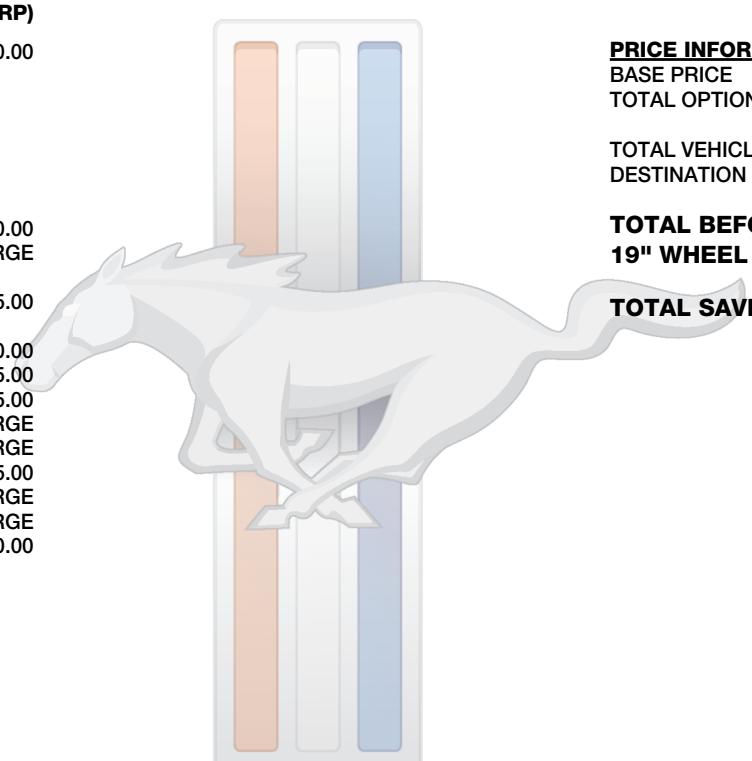 RP)
0.00
0.00
RGE
5.00
0.00
5.00
5.00
RGE
RGE
5.00
RGE
RGE
0.00
PRICE INFOR
BASE PRICE
TOTAL OPTION
TOTAL VEHICL
DESTINATION
TOTAL BEFO
19" WHEEL
TOTAL SAVI